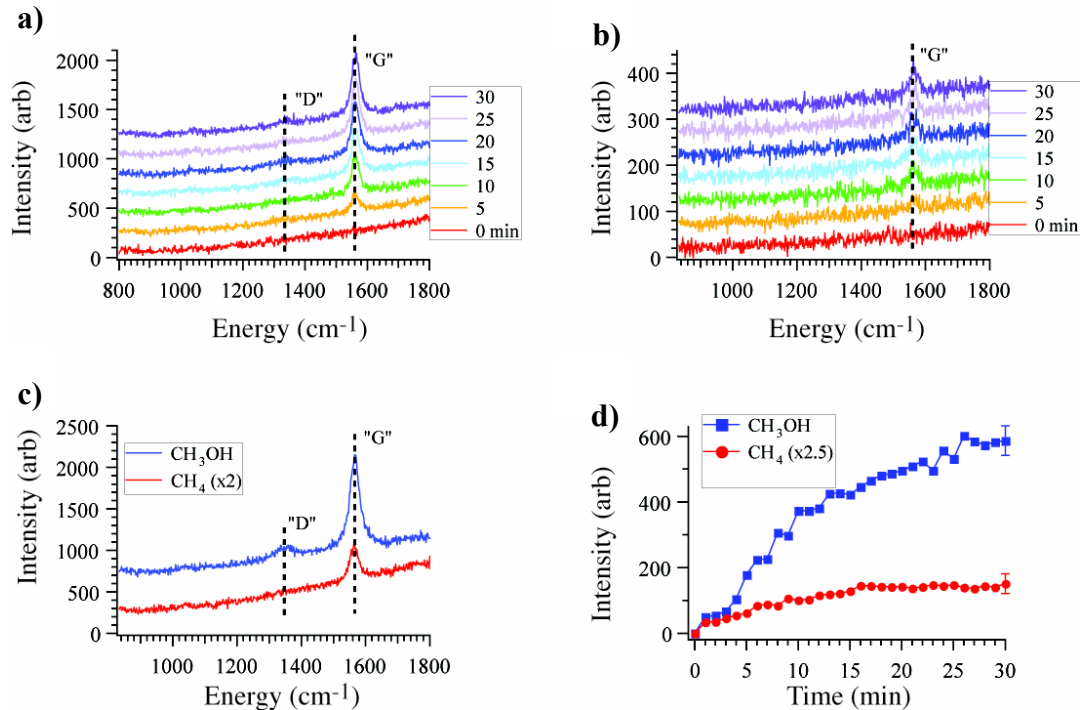 a)
Intensity (arb)
2000
1500
1000
500
0
"D"
"G"
30
25
20
15
10
5
0 min
800 1000 1200 1400 1600 1800
Energy (cm-1)
b)
Intensity (arb)
400
300
200
100
0
"G"
30
25
20
15
10
5
0 min
1000 1200 1400 1600 1800
Energy (cm-1)
c)
Intensity (arb)
2500
2000
1500
1000
500
0
CH3OH
CH4 (x2)
"D"
"G"
1000 1200 1400 1600 1800
Energy (cm-1)
d)
Intensity (arb)
600
400
200
0
CH3OH
CH4 (x2.5)
0 5 10 15 20 25 30
Time (min)